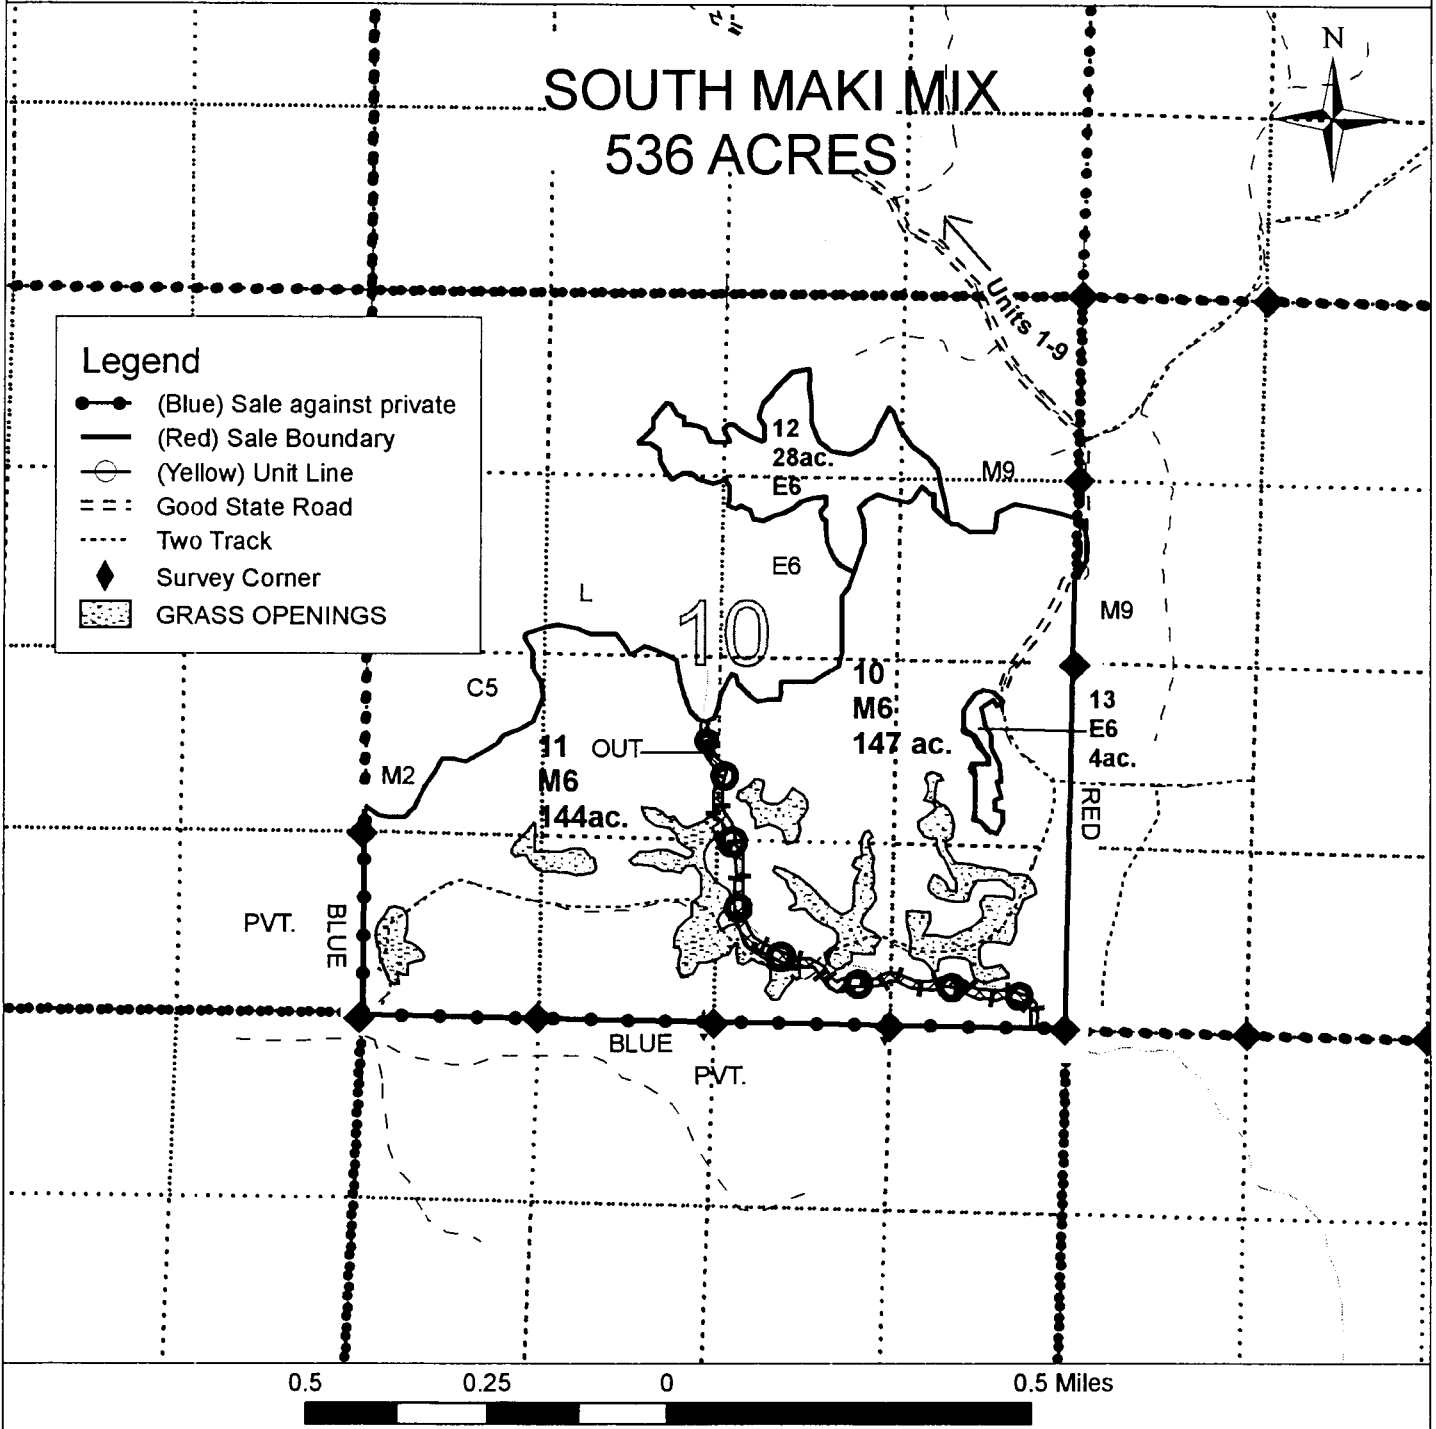 N
SOUTH MAKI MIX
536 ACRES
Units 1-9
Legend
(Blue) Sale against private
(Red) Sale Boundary
(Yellow) Unit Line
Good State Road
Two Track
Survey Corner
GRASS OPENINGS
12
28ac.
E6
M9
E6
L
10
M9
C5
10
M6
147 ac.
13
E6
4ac.
11
M6
144ac.
OUT
M2
RED
PVT.
BLUE
BLUE
PVT.
0.5 0.25 0 0.5 Miles